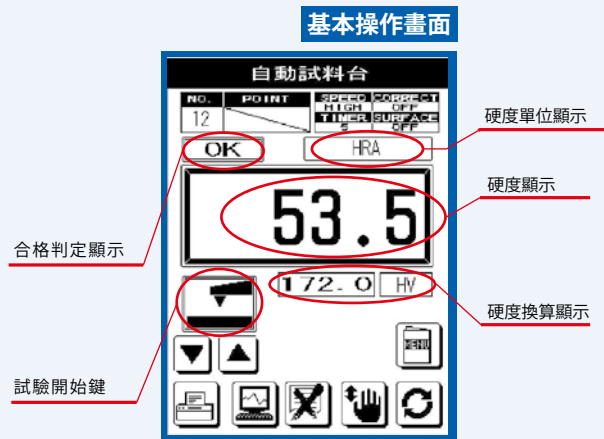 基本操作畫面
自動試料台
NO. POINT SPEED CORRECT
HIGH OFF
12 TIMER SURFACE
5 OFF
OK HRA
硬度單位顯示
53.5
硬度顯示
合格判定顯示
172.0 HV
硬度換算顯示
MENU
試驗開始鍵